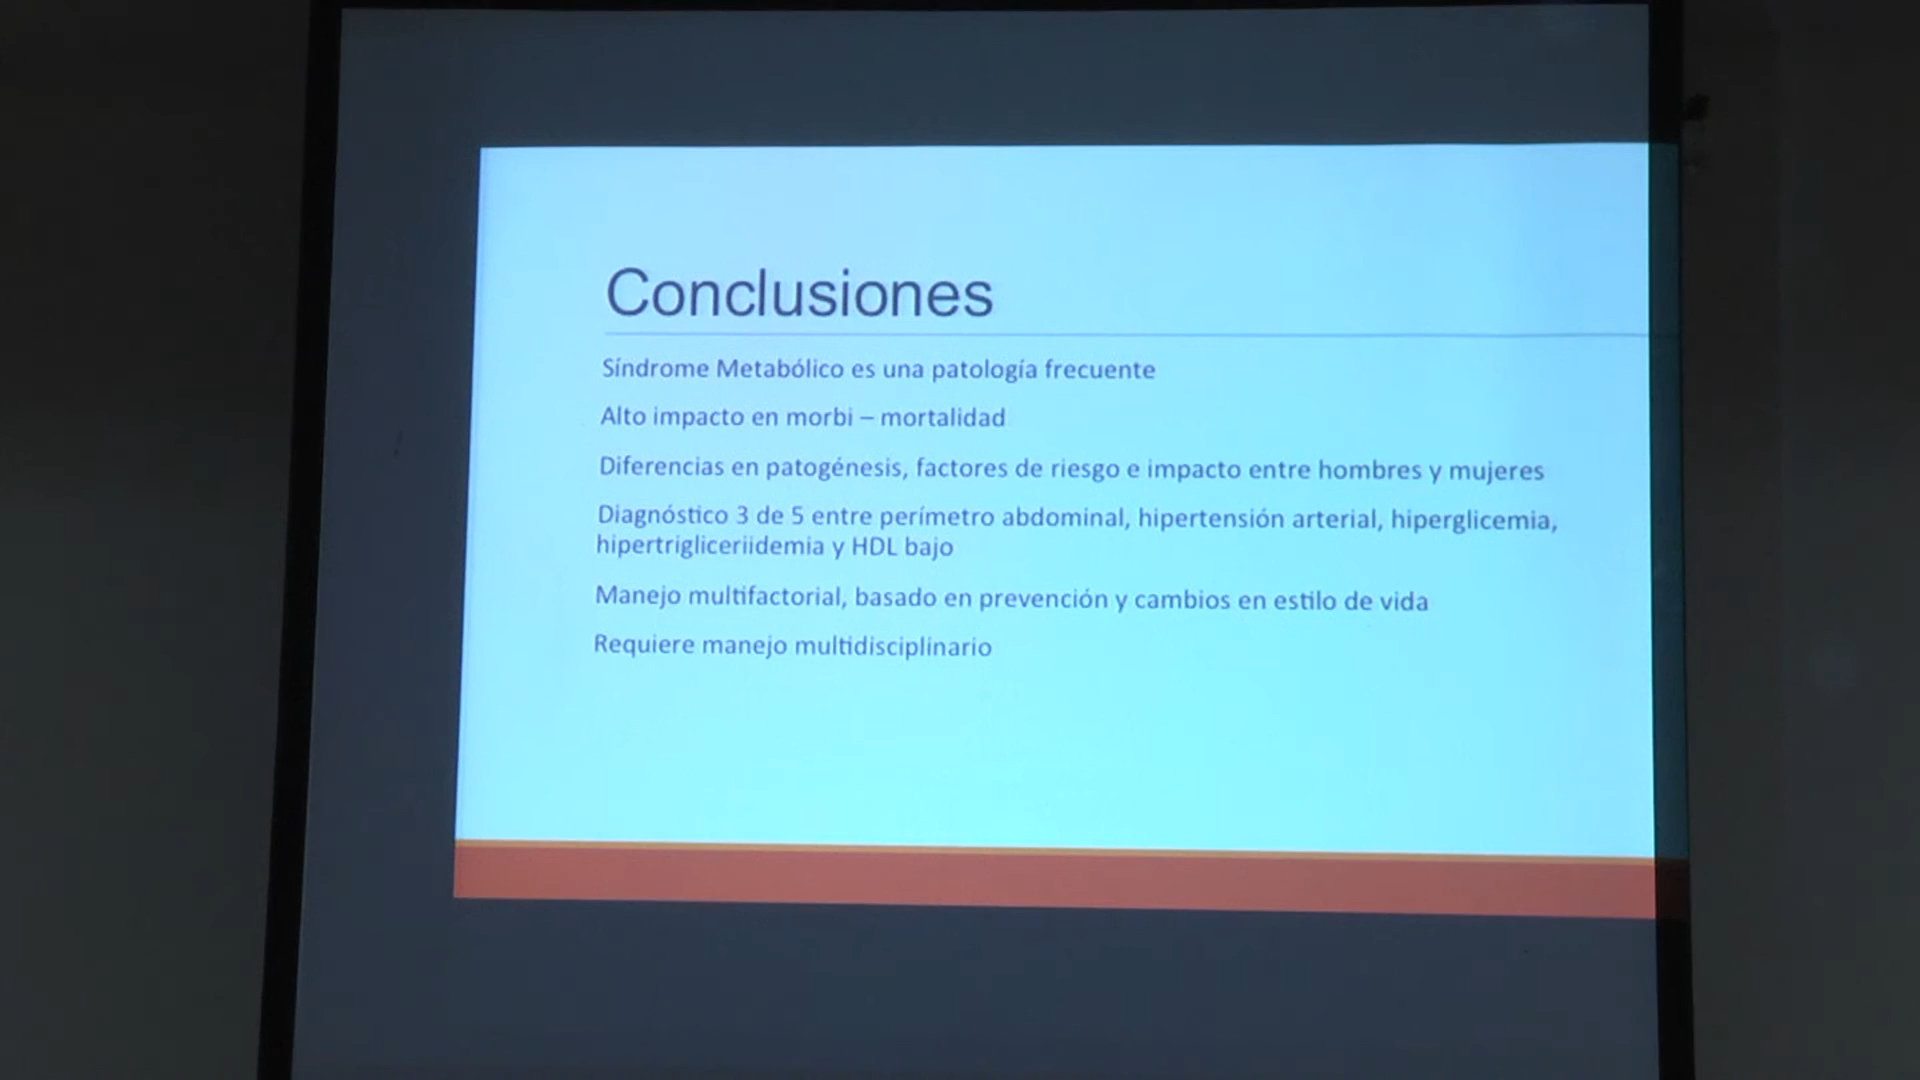 Conclusiones
Síndrome Metabólico es una patología frecuente
Alto impacto en morbi – mortalidad
Diferencias en patogénesis, factores de riesgo e impacto entre hombres y mujeres
Diagnóstico 3 de 5 entre perímetro abdominal, hipertensión arterial, hiperglicemia,
hipertrigliceriidemia y HDL bajo
Manejo multifactorial, basado en prevención y cambios en estilo de vida
Requiere manejo multidisciplinario